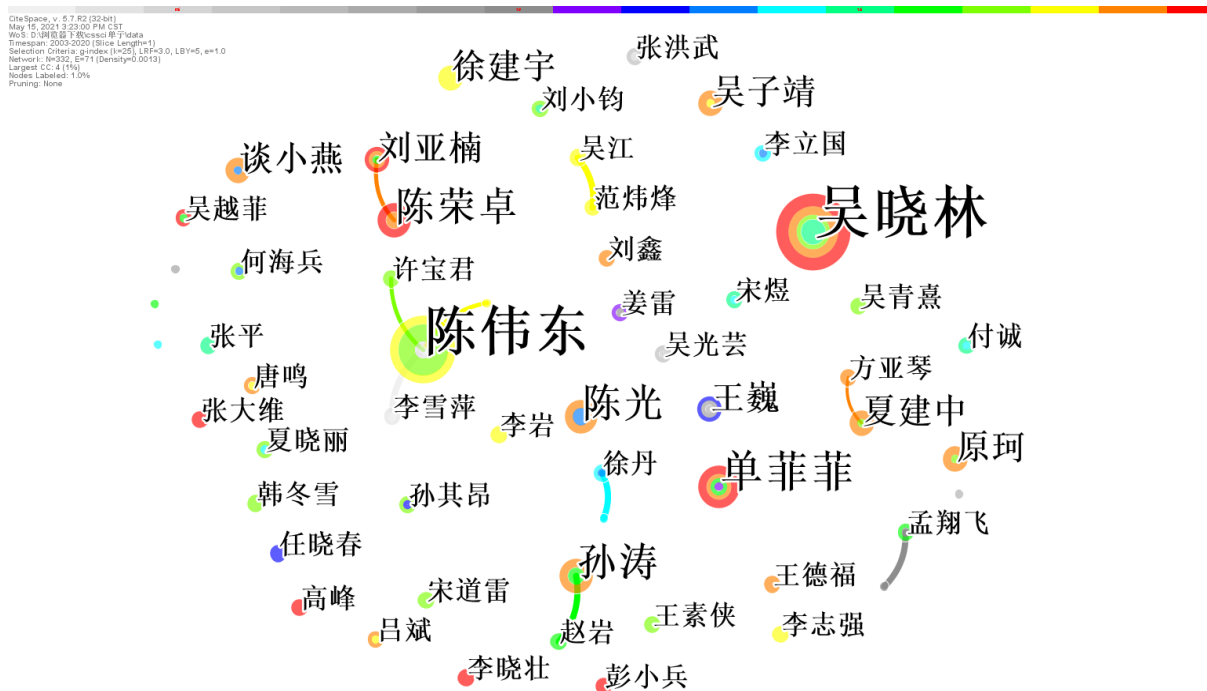 CiteSpace, v. 5.7.R2 (32-bit)
May 15, 2021 3:23:00 PM CST
WoS: D:\浏览器下载\cssci 单于\data
Timespan: 2003-2020 (Slice Length=1)
Selection Criteria: g-index (k=25), LRF=3.0, LBY=5, e=1.0
Network: N=332, E=71 (Density=0.0013)
Largest CC: 4 (1%)
Nodes Labeled: 1.0%
Pruning: None
张洪武
徐建宇
刘小钧
吴子靖
刘亚楠
吴江
李立国
谈小燕
陈荣卓
范炜烽
吴越菲
吴晓林
何海兵
许宝君
刘鑫
姜雷
宋煜
吴青熹
陈伟东
张平
吴光芸
付诚
唐鸣
方亚琴
张大维
李雪萍
李岩
陈光
王巍
夏建中
夏晓丽
原珂
徐丹
单菲菲
韩冬雪
孙其昂
孟翔飞
任晓春
孙涛
王德福
高峰
宋道雷
吕斌
赵岩
王素侠
李志强
李晓壮
彭小兵